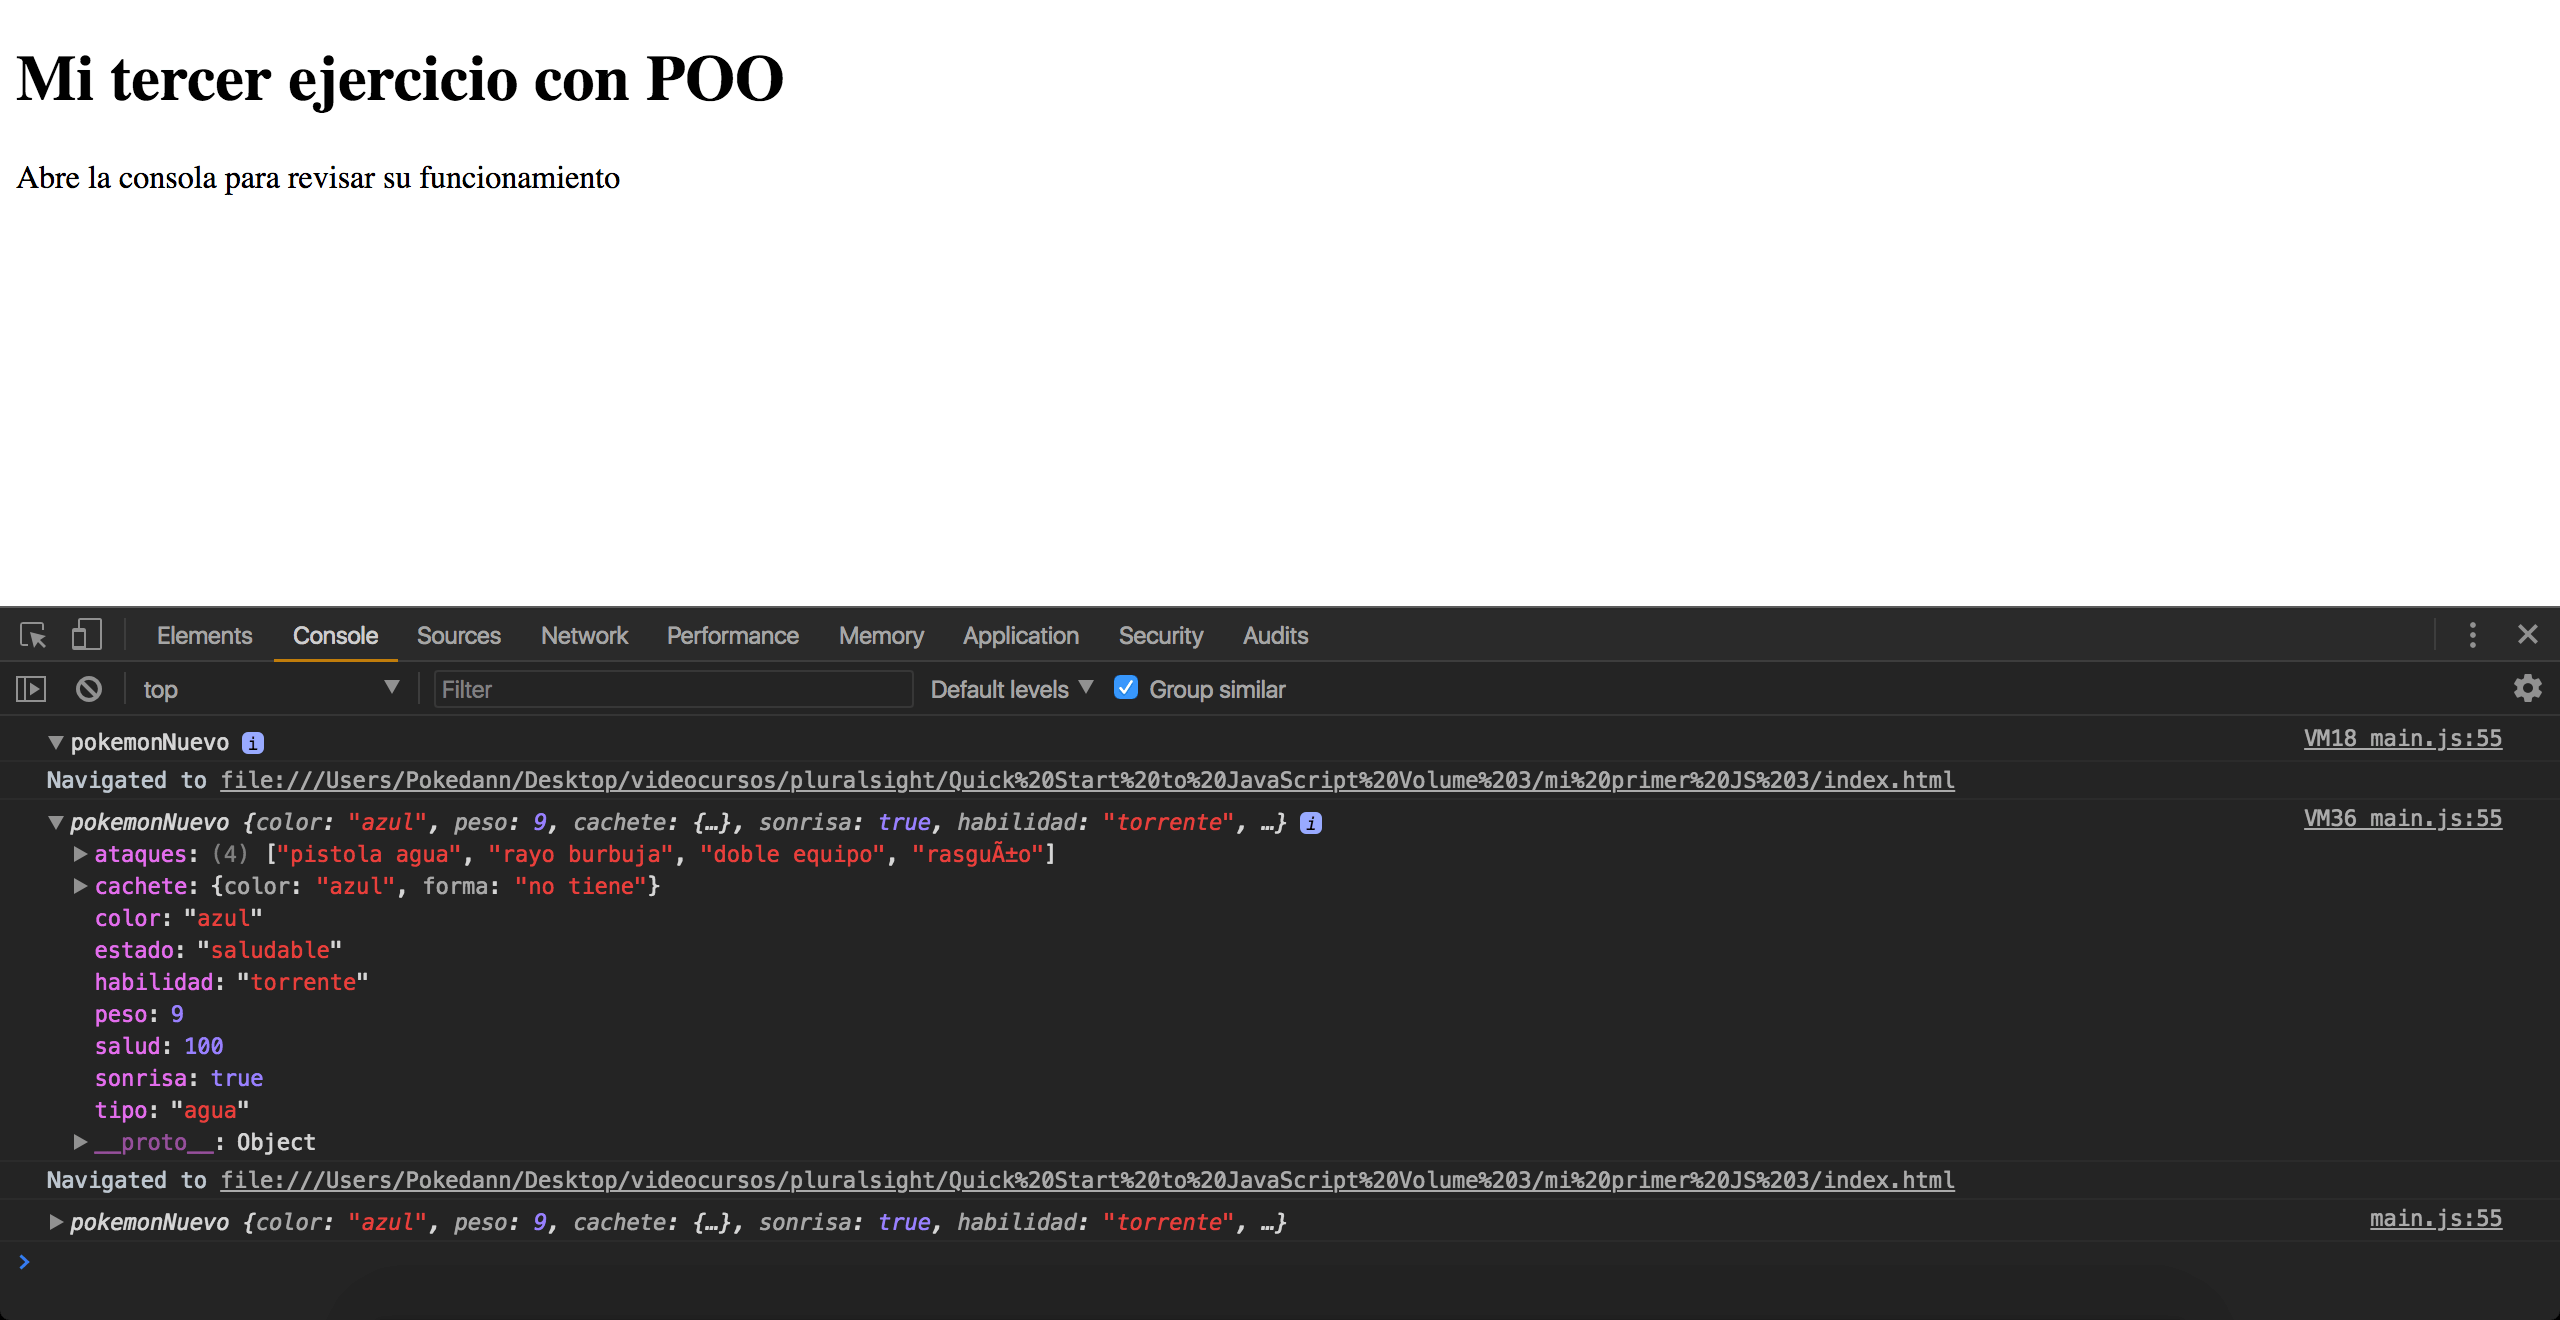 Mi tercer ejercicio con POO
Abre la consola para revisar su funcionamiento
Elements Console Sources Network Performance Memory Application Security Audits
top Filter Default levels Group similar
pokemonNuevo i VM18 main.js:55
Navigated to file:///Users/Pokedann/Desktop/videocursos/pluralsight/Quick%20Start%20to%20JavaScript%20Volume%203/mi%20primer%20JS%203/index.html
pokemonNuevo {color: "azul", peso: 9, cachete: {…}, sonrisa: true, habilidad: "torrente", …} i VM36 main.js:55
ataques: (4) ["pistola agua", "rayo burbuja", "doble equipo", "rasguÃ±o"]
cachete: {color: "azul", forma: "no tiene"}
color: "azul"
estado: "saludable"
habilidad: "torrente"
peso: 9
salud: 100
sonrisa: true
tipo: "agua"
__proto__: Object
Navigated to file:///Users/Pokedann/Desktop/videocursos/pluralsight/Quick%20Start%20to%20JavaScript%20Volume%203/mi%20primer%20JS%203/index.html
pokemonNuevo {color: "azul", peso: 9, cachete: {…}, sonrisa: true, habilidad: "torrente", …} main.js:55